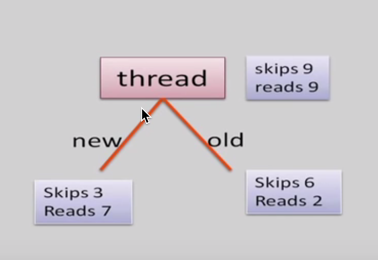 thread
skips 9
reads 9
new
old
Skips 3
Reads 7
Skips 6
Reads 2